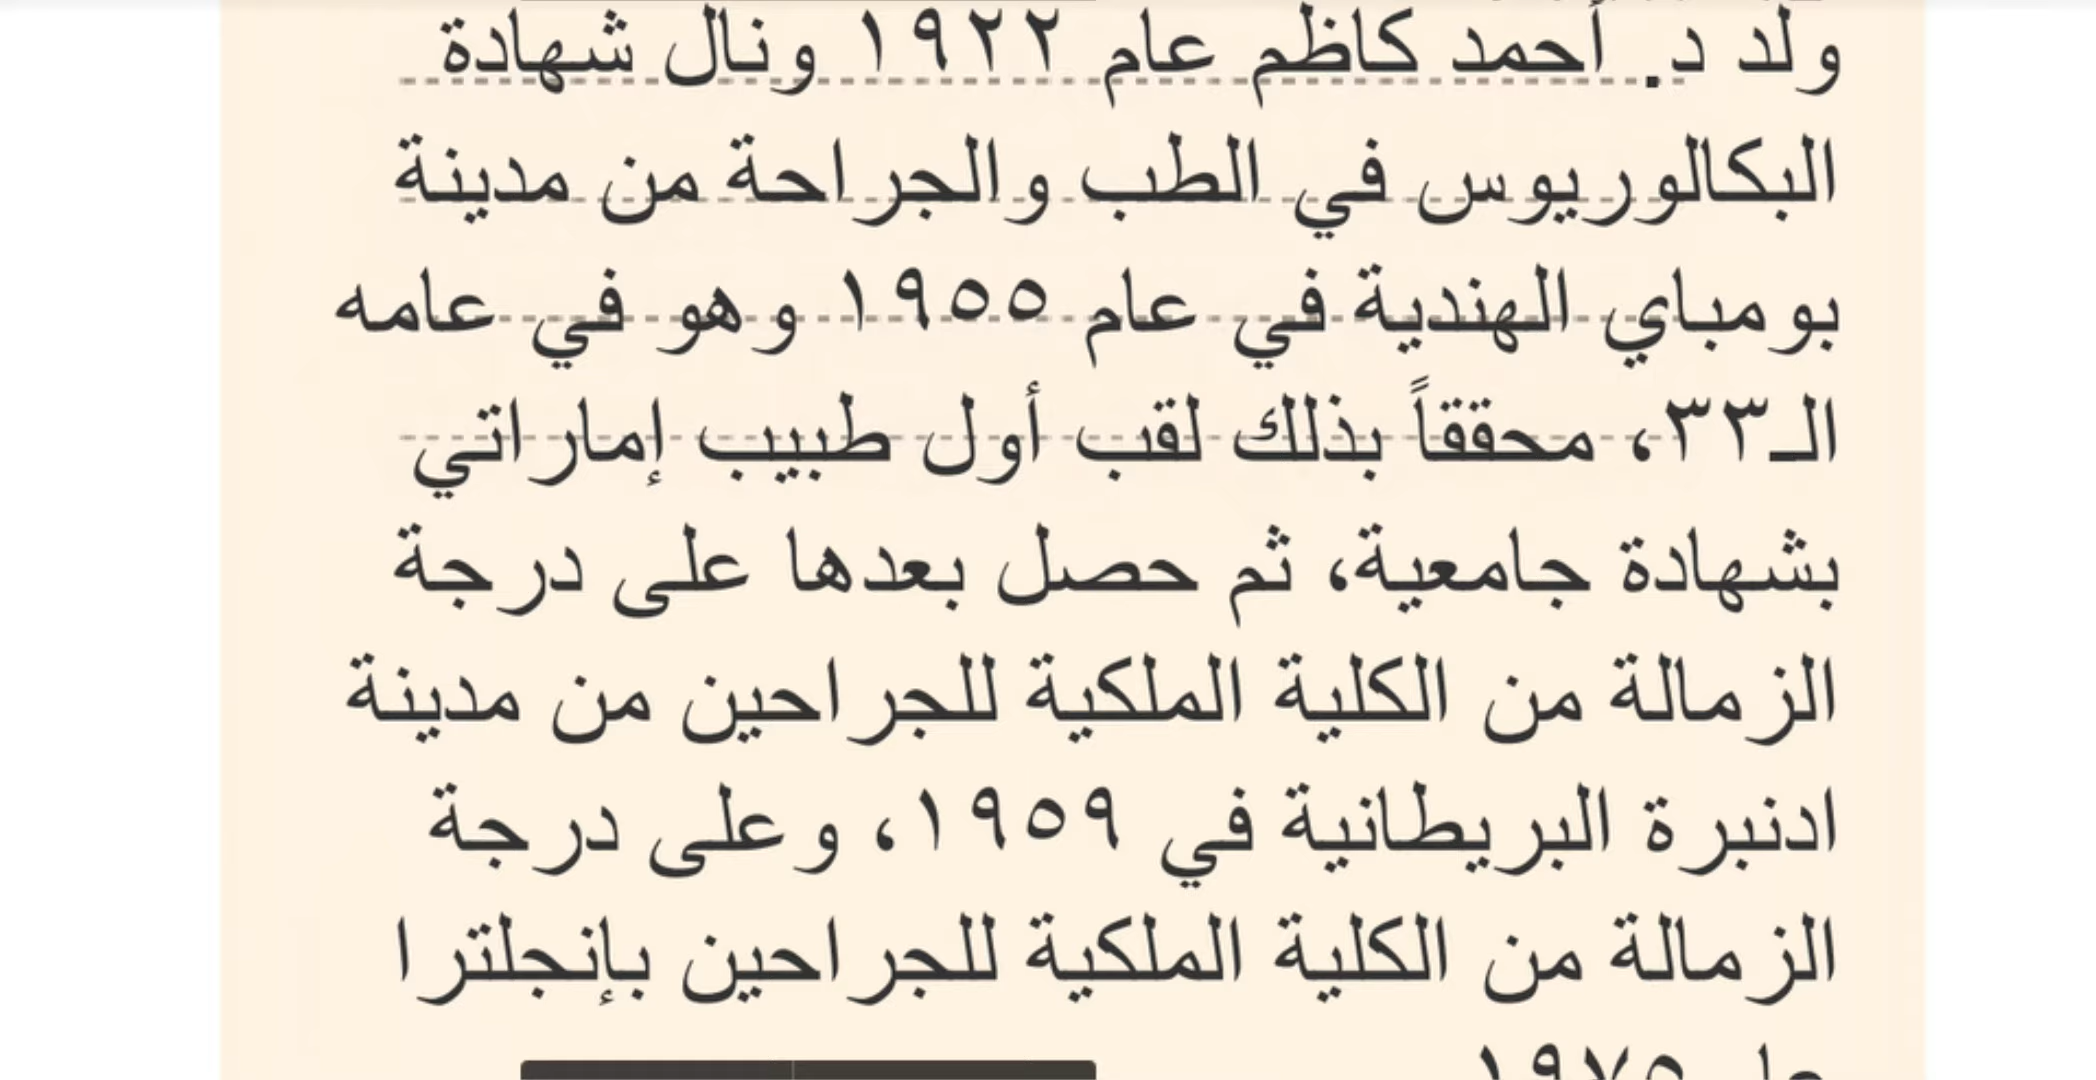 ولد د. أحمد كاظم عام ١٩٢٢ ونال شهادة
البكالوريوس في الطب والجراحة من مدينة
بومباي الهندية في عام ١٩٥٥ وهو في عامه
الـ٣٣، محققاً بذلك لقب أول طبيب إماراتي
بشهادة جامعية، ثم حصل بعدها على درجة
الزمالة من الكلية الملكية للجراحين من مدينة
ادنبرة البريطانية في ١٩٥٩، وعلى درجة
الزمالة من الكلية الملكية للجراحين بإنجلترا
١٩٧٥